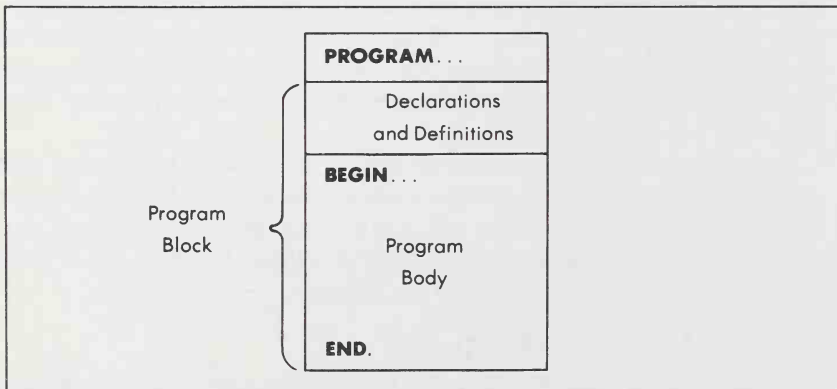 PROGRAM...
Declarations
and Definitions
BEGIN...
Program
Block
Program
Body
END.